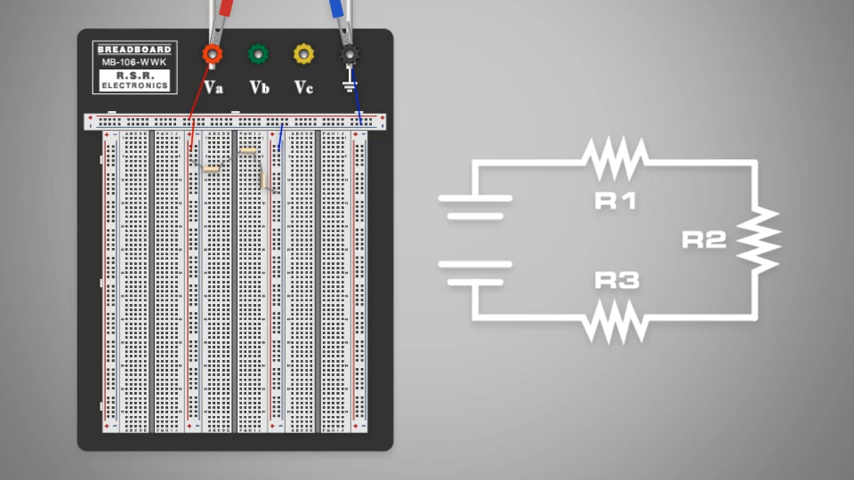 BREADBOARD
MB-106-WWK
R.S.R.
ELECTRONICS
Va Vb Vc
R1
R2
R3